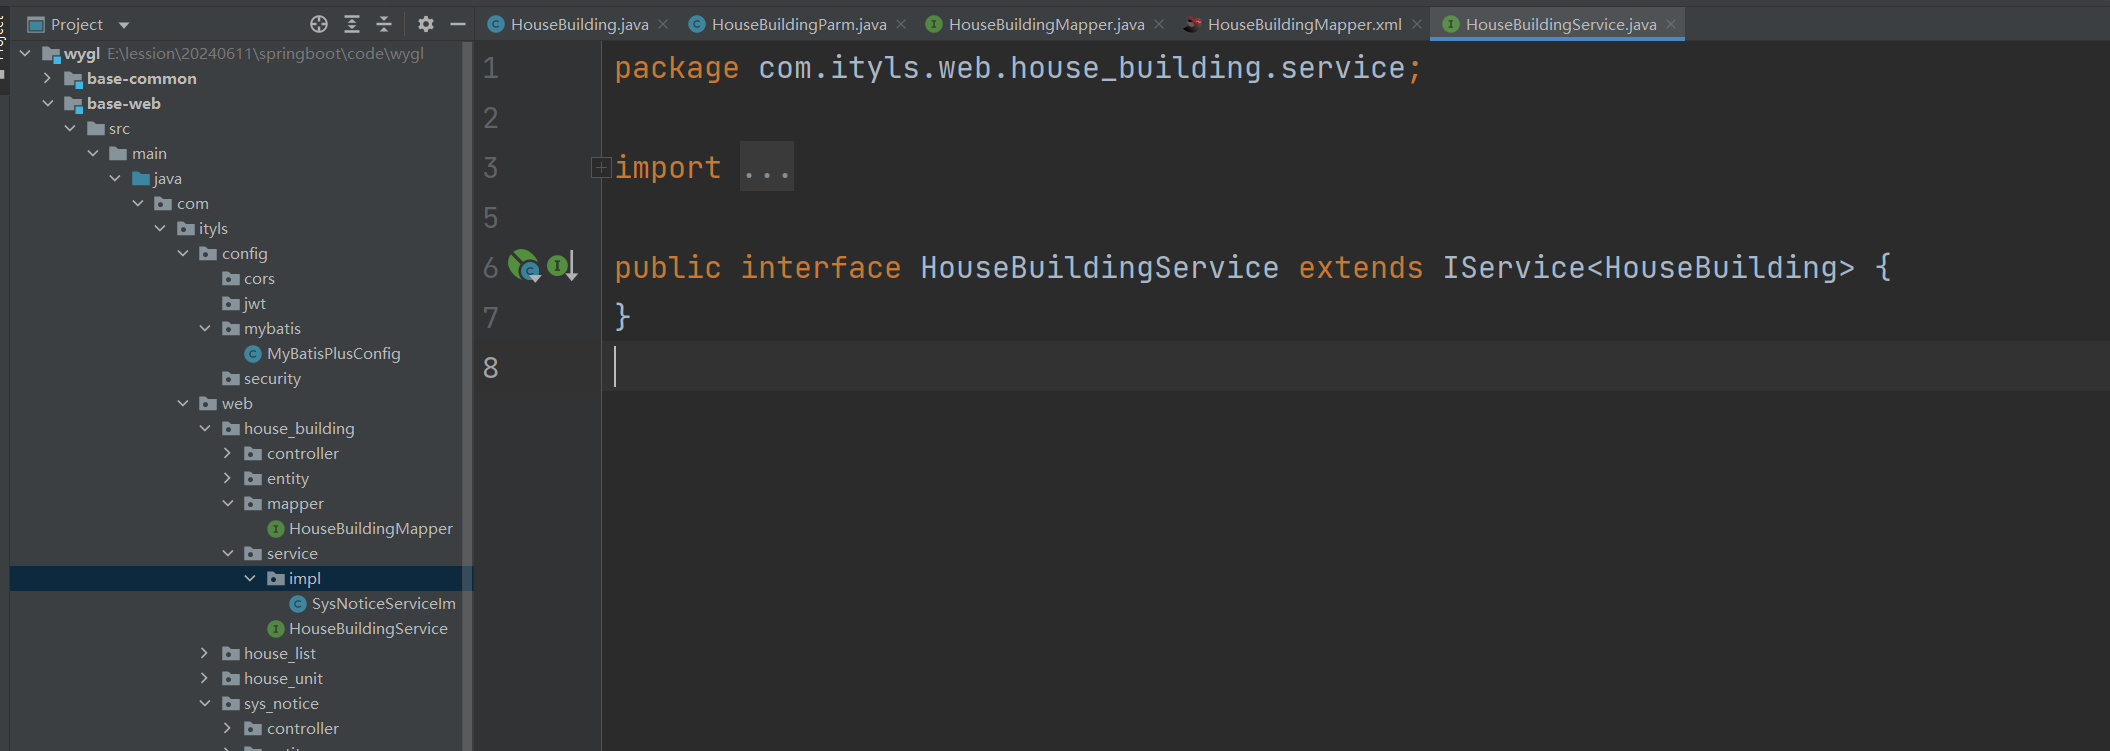 Project
wygl E:\lession\20240611\springboot\code\wygl
base-common
base-web
src
main
java
com
ityls
config
cors
jwt
mybatis
MyBatisPlusConfig
security
web
house_building
controller
entity
mapper
HouseBuildingMapper
service
impl
SysNoticeServiceIm
HouseBuildingService
house_list
house_unit
sys_notice
controller
HouseBuilding.java HouseBuildingParm.java HouseBuildingMapper.java HouseBuildingMapper.xml HouseBuildingService.java
1 package com.ityls.web.house_building.service;
2
3 import ...
5
6 public interface HouseBuildingService extends IService<HouseBuilding> {
7 }
8